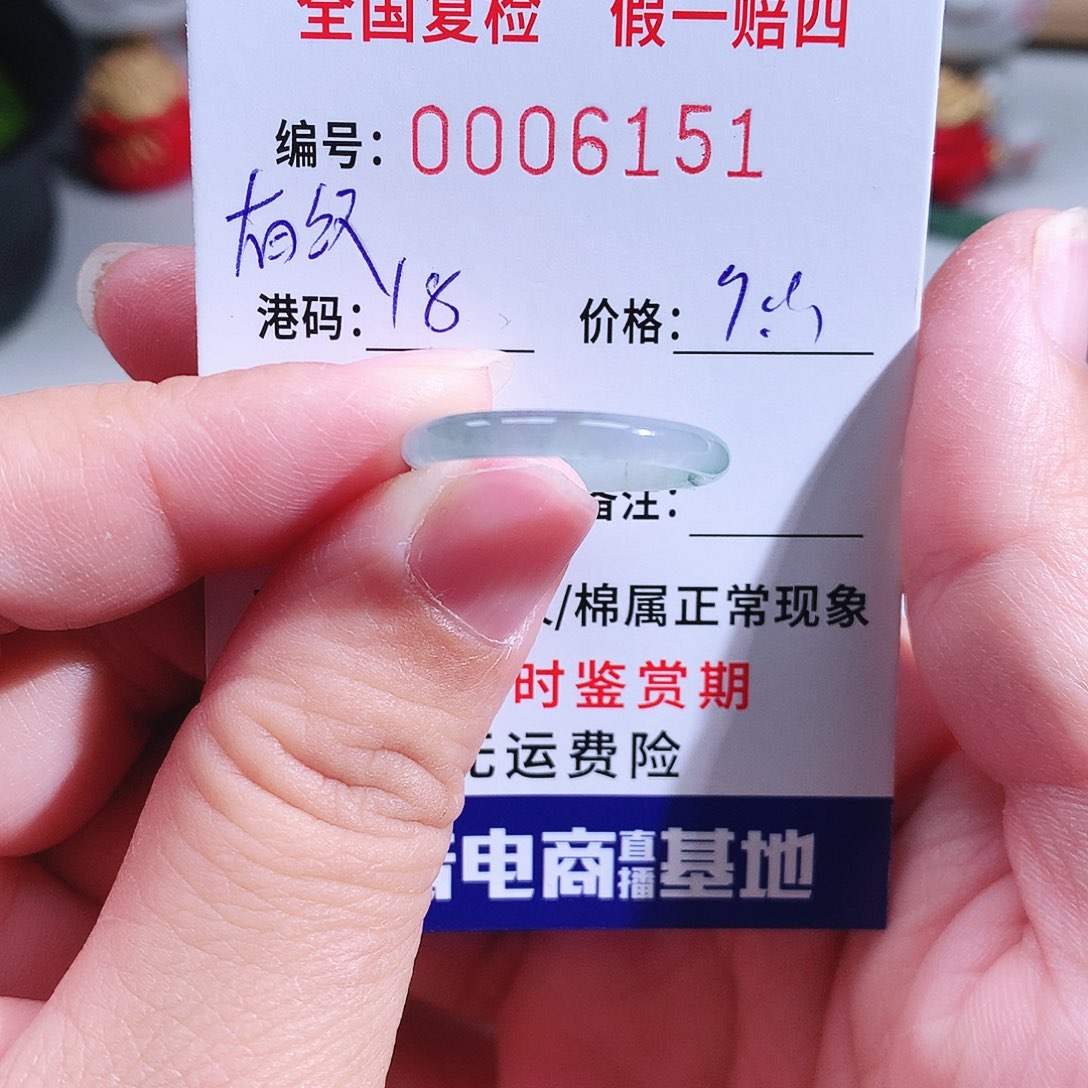 全国复检 假一赔四
编号：0006151
有纹
港码：18 价格：
备注：
/棉属正常现象
时鉴赏期
无运费险
电商直播基地